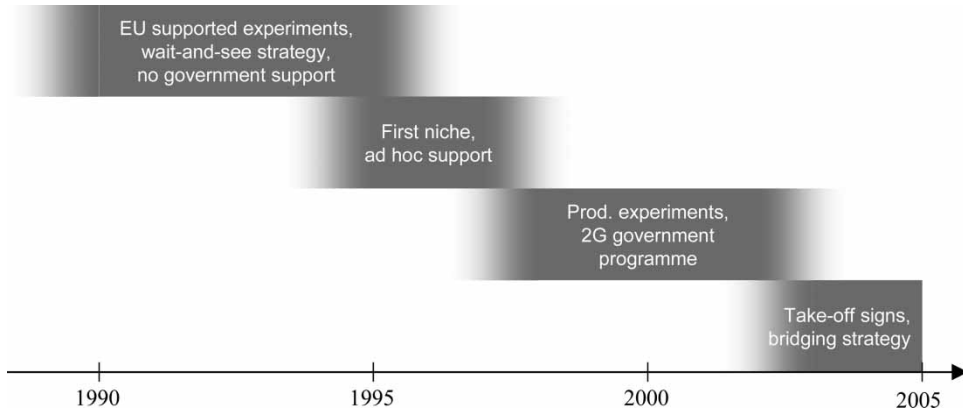 EU supported experiments,
wait-and-see strategy,
no government support
First niche,
ad hoc support
Prod. experiments,
2G government
programme
Take-off signs,
bridging strategy
1990
1995
2000
2005